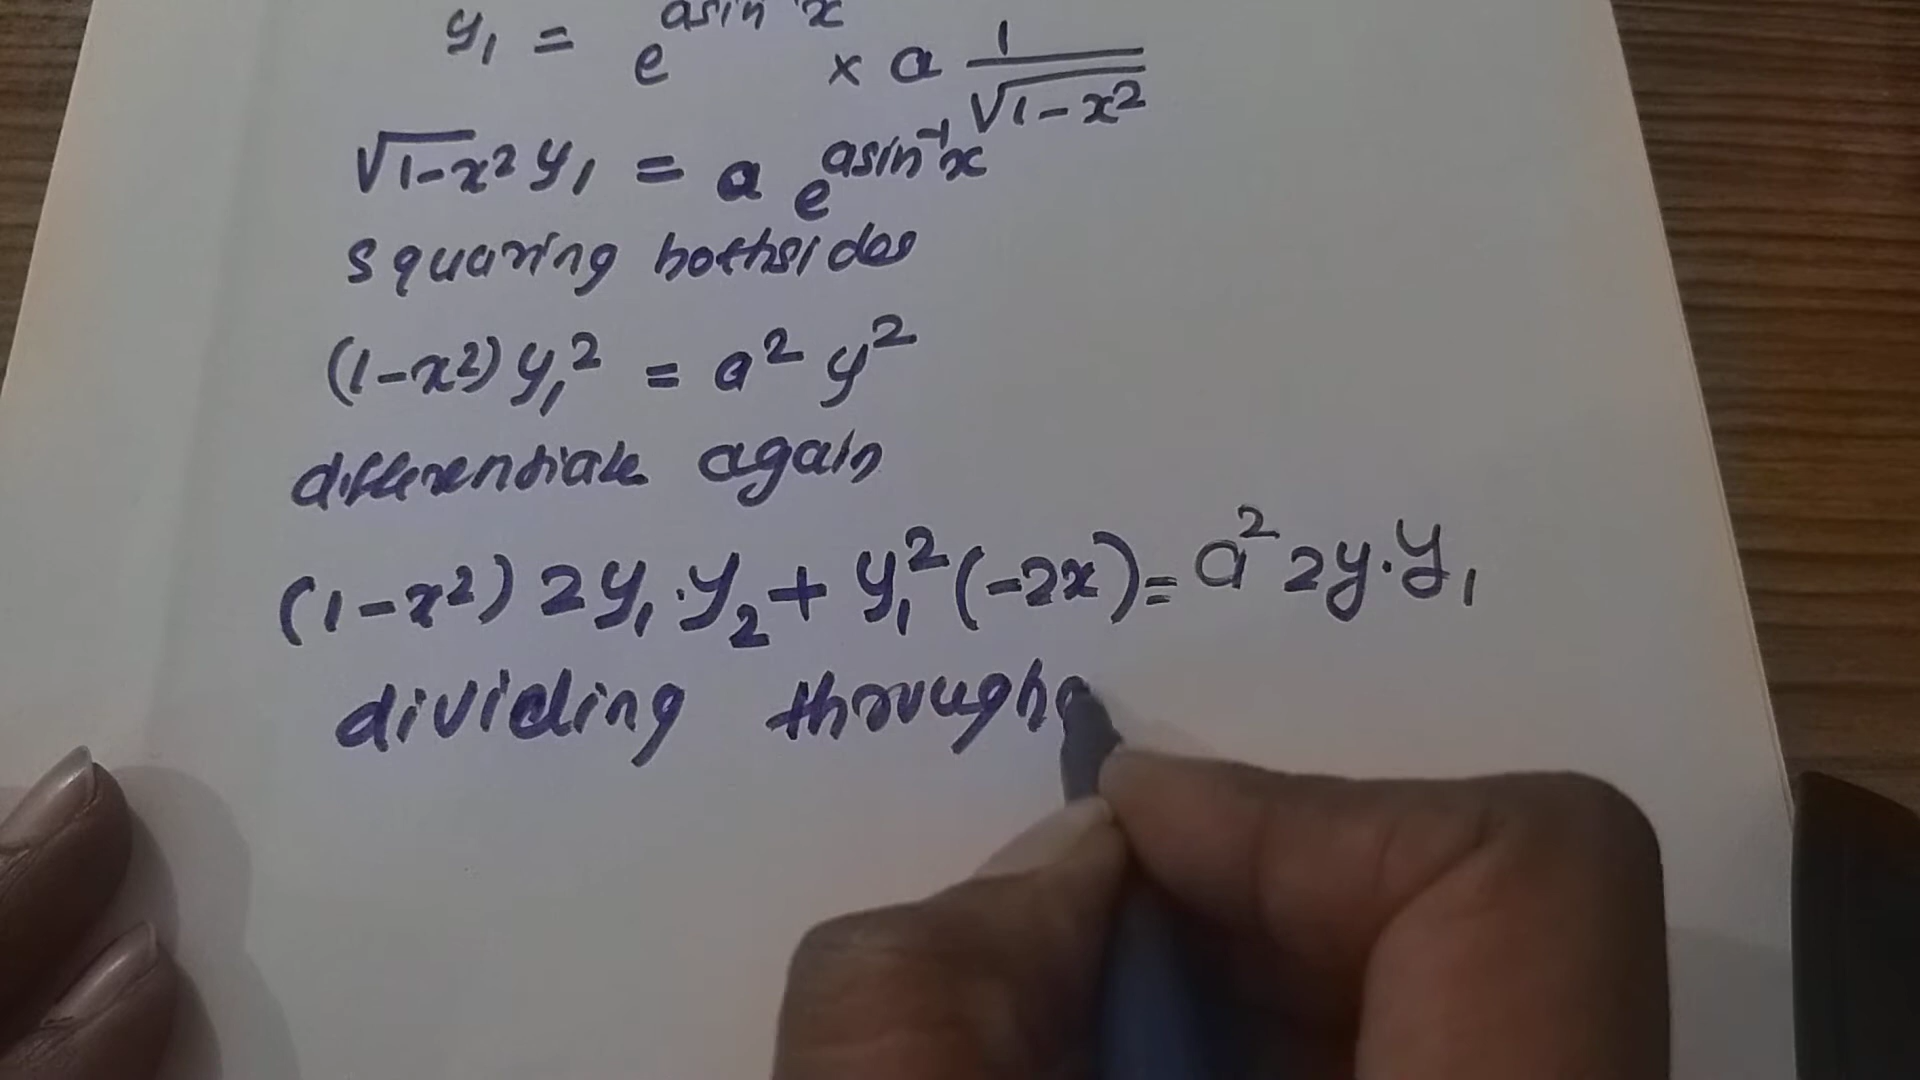 y₁ = e^(asin⁻¹x) × a 1/√(1-x²)
√(1-x²) y₁ = a e^(asin⁻¹x)
squaring bothsides
(1-x²) y₁² = a² y²
differentiate again
(1-x²) 2y₁·y₂ + y₁² (-2x) = a² 2y·y₁
dividing through